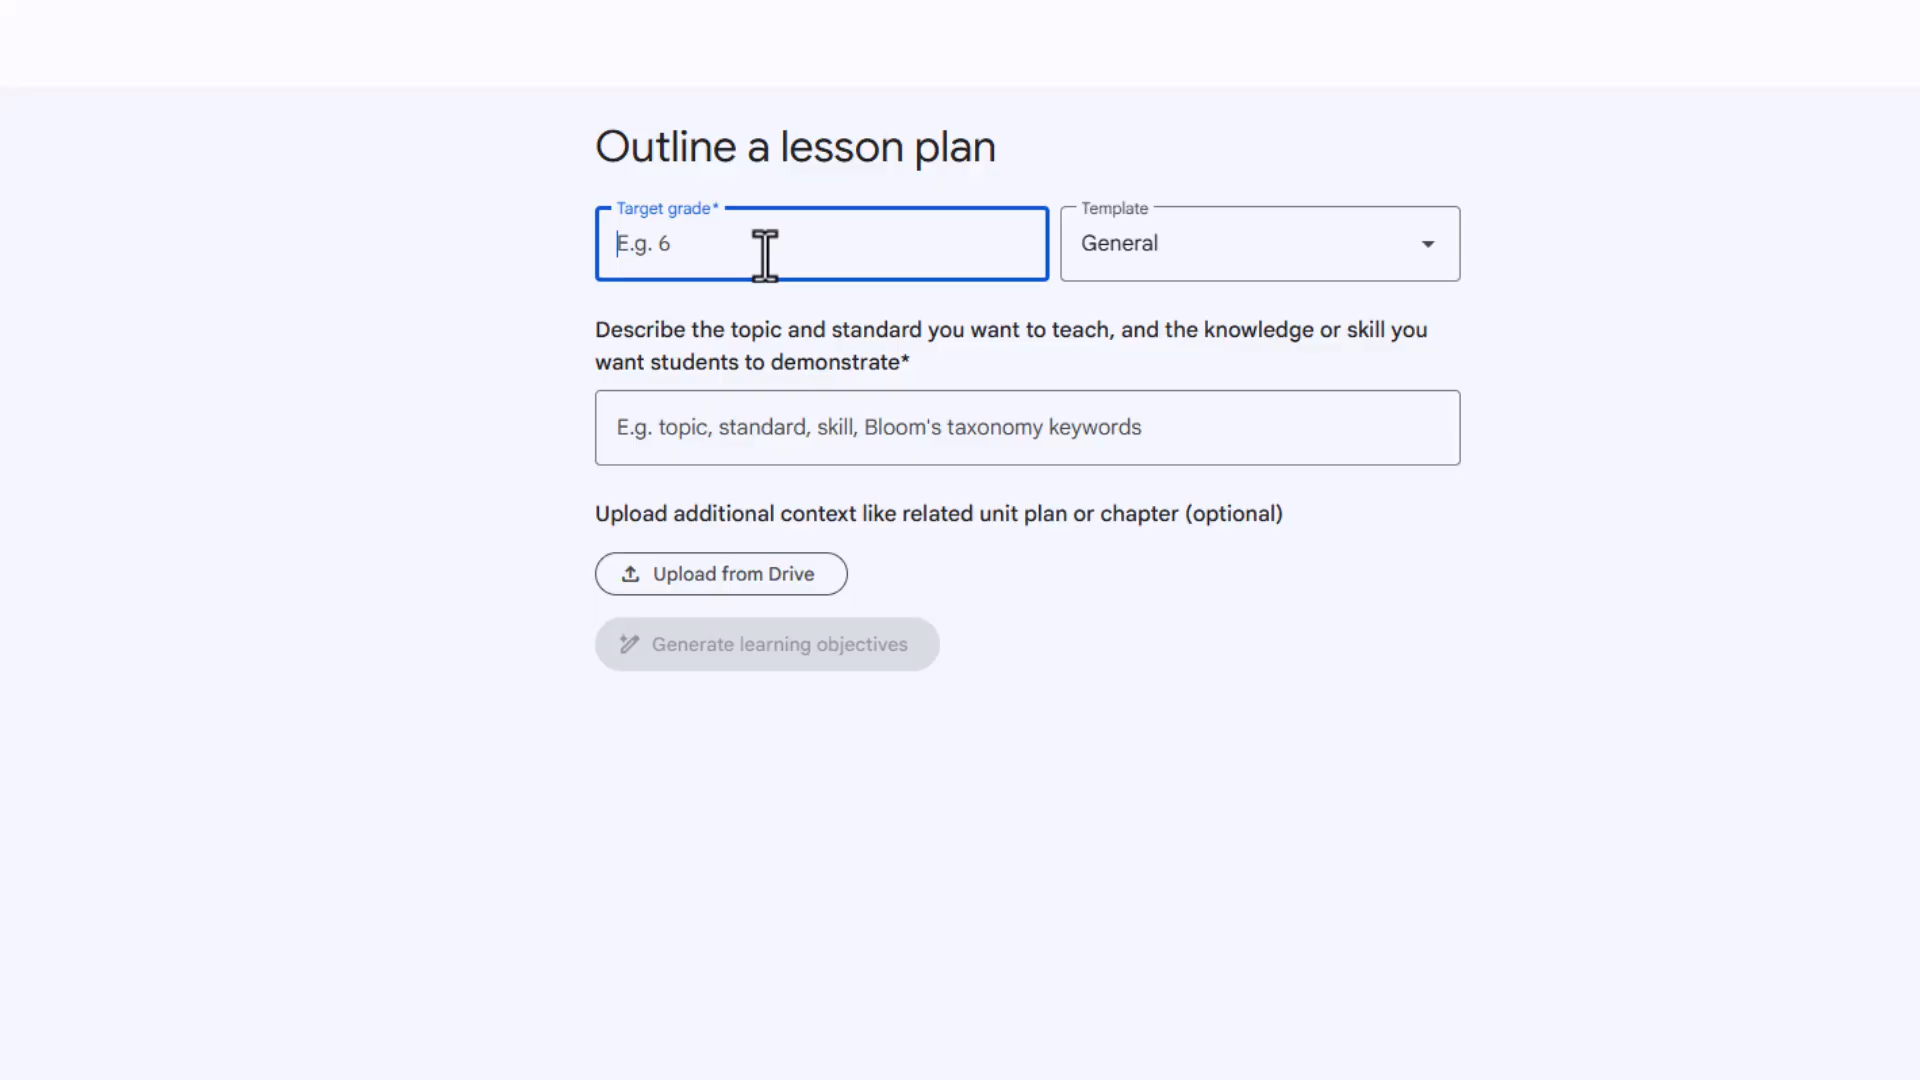 Outline a lesson plan
Target grade*
E.g. 6
Template
General
Describe the topic and standard you want to teach, and the knowledge or skill you
want students to demonstrate*
E.g. topic, standard, skill, Bloom's taxonomy keywords
Upload additional context like related unit plan or chapter (optional)
Upload from Drive
Generate learning objectives